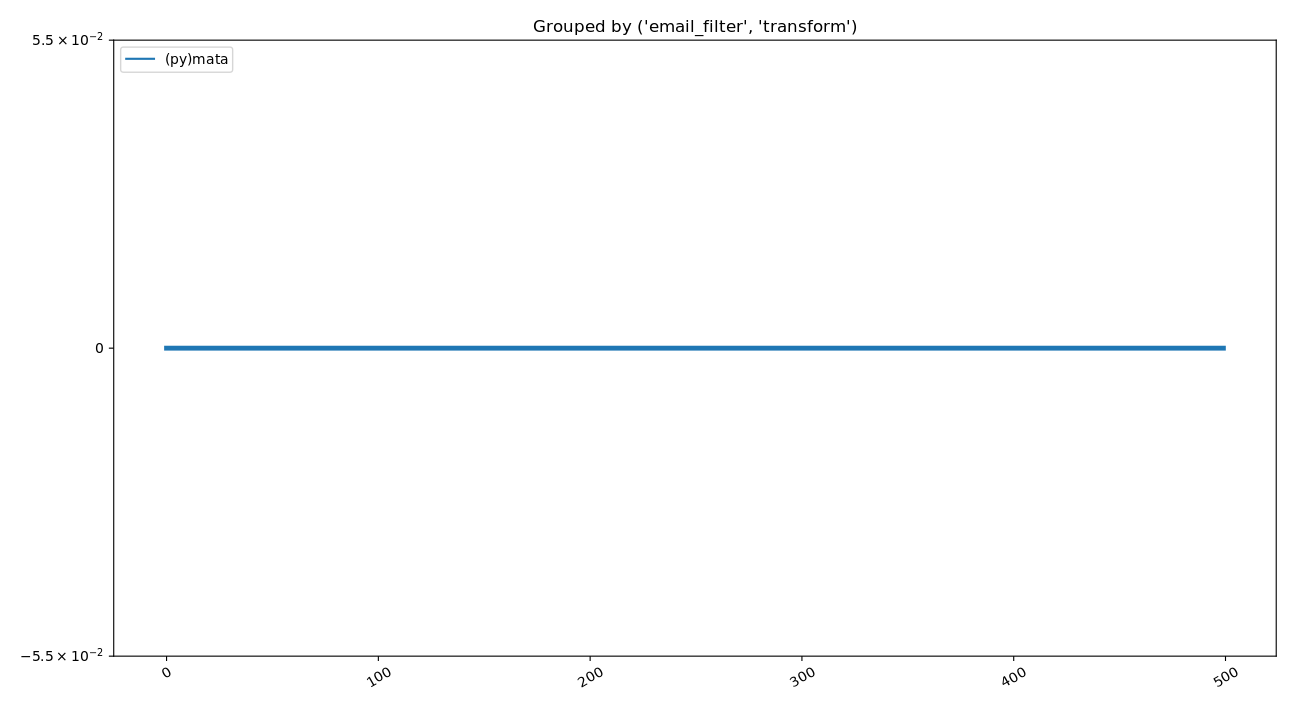 Grouped by ('email_filter', 'transform')
5.5 × 10⁻²
(py)mata
0
−5.5 × 10⁻²
0 100 200 300 400 500